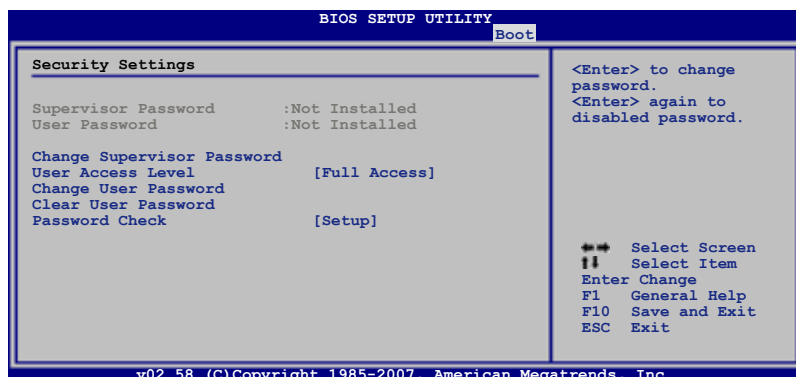 BIOS SETUP UTILITY
Boot
Security Settings
Supervisor Password :Not Installed
User Password :Not Installed
Change Supervisor Password
User Access Level [Full Access]
Change User Password
Clear User Password
Password Check [Setup]
<Enter> to change
password.
<Enter> again to
disabled password.
←→ Select Screen
↑↓ Select Item
Enter Change
F1 General Help
F10 Save and Exit
ESC Exit
v02.58 (C)Copyright 1985-2007, American Megatrends, Inc.